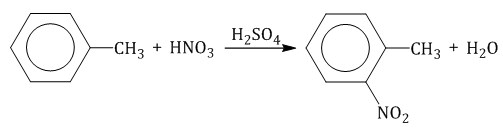 H₂SO₄
CH₃ + HNO₃ CH₃ + H₂O
NO₂